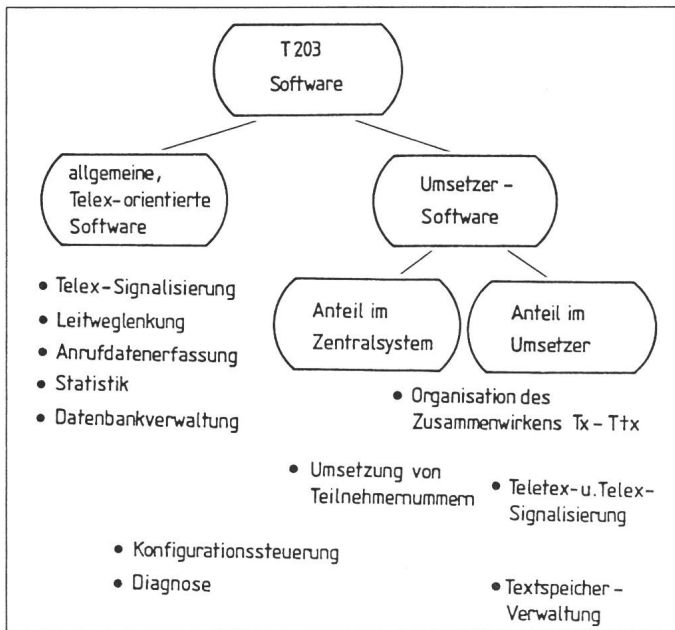 T203
Software
allgemeine,
Telex-orientierte
Software
Umsetzer-
Software
• Telex-Signalisierung
• Leitweglenkung
• Anrufdatenerfassung
• Statistik
• Datenbankverwaltung
Anteil im
Zentralsystem
Anteil im
Umsetzer
• Organisation des
Zusammenwirkens Tx-Ttx
• Umsetzung von
Teilnehmernummern
• Teletex-u.Telex-
Signalisierung
• Konfigurationssteuerung
• Diagnose
• Textspeicher-
Verwaltung